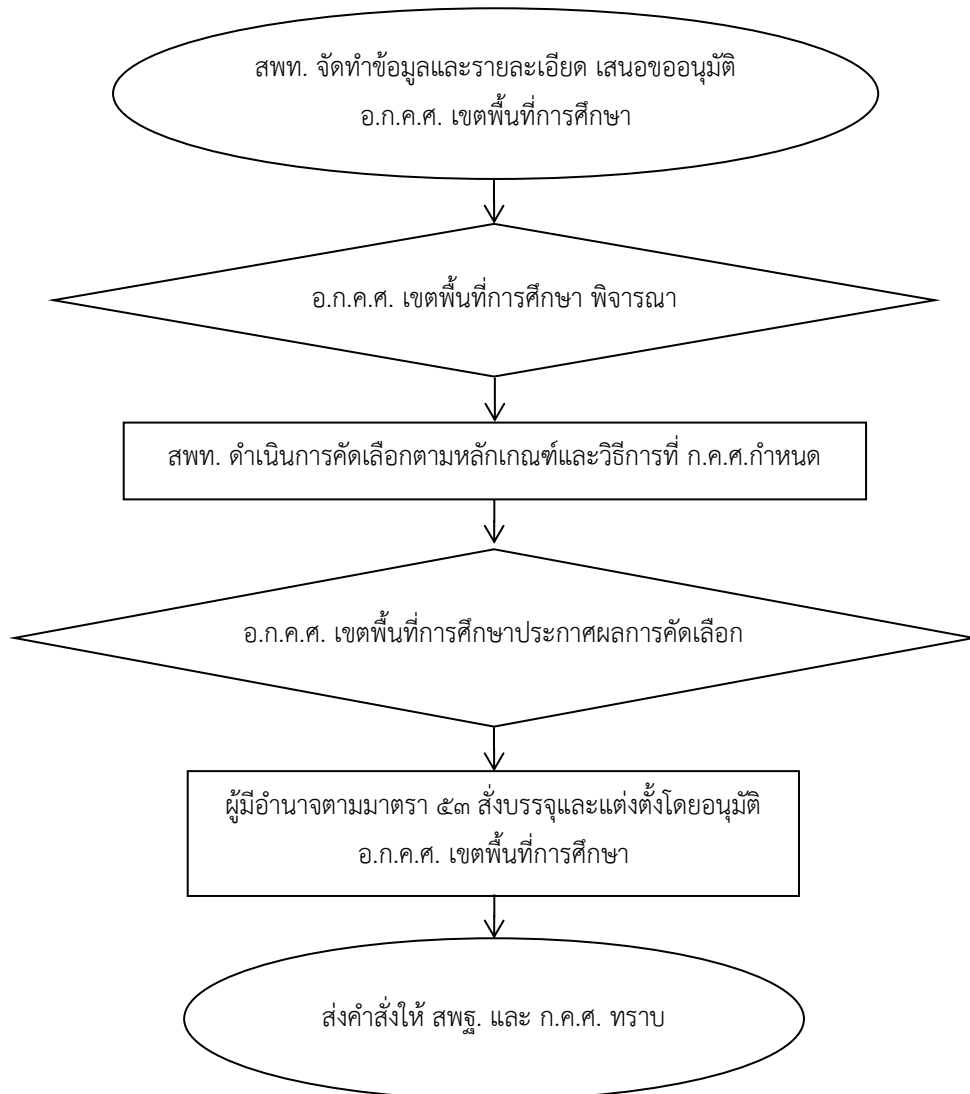 สพท. จัดทำข้อมูลและรายละเอียด เสนอขออนุมัติ
อ.ก.ค.ศ. เขตพื้นที่การศึกษา
อ.ก.ค.ศ. เขตพื้นที่การศึกษา พิจารณา
สพท. ดำเนินการคัดเลือกตามหลักเกณฑ์และวิธีการที่ ก.ค.ศ.กำหนด
อ.ก.ค.ศ. เขตพื้นที่การศึกษาประกาศผลการคัดเลือก
ผู้มีอำนาจตามมาตรา ๕๓ สั่งบรรจุและแต่งตั้งโดยอนุมัติ
อ.ก.ค.ศ. เขตพื้นที่การศึกษา
ส่งคำสั่งให้ สพฐ. และ ก.ค.ศ. ทราบ